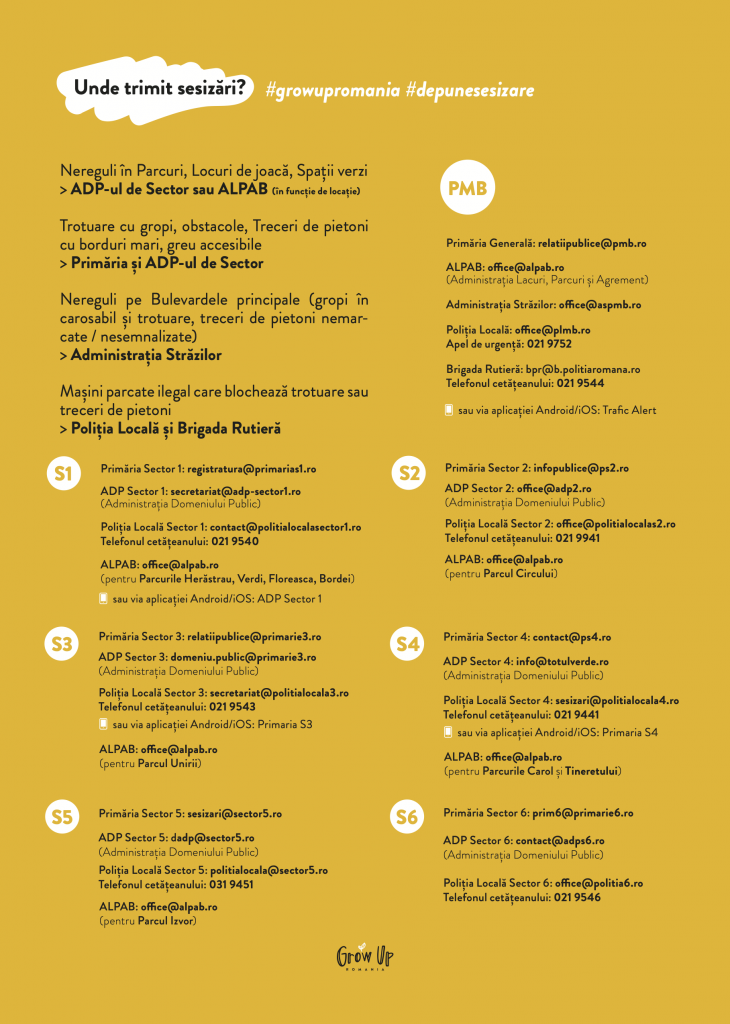 Unde trimit sesizări? #growupromania #depunesesizare
Nereguli în Parcuri, Locuri de joacă, Spații verzi
> ADP-ul de Sector sau ALPAB (în funcție de locație)
Trotuare cu gropi, obstacole, Treceri de pietoni
cu borduri mari, greu accesibile
> Primăria și ADP-ul de Sector
Nereguli pe Bulevardele principale (gropi în
carosabil și trotuare, treceri de pietoni nemar-
cate / nesemnalizate)
> Administrația Străzilor
Mașini parcate ilegal care blochează trotuare sau
treceri de pietoni
> Poliția Locală și Brigada Rutieră
PMB
Primăria Generală: relatiipublice@pmb.ro
ALPAB: office@alpab.ro
(Administrația Lacuri, Parcuri și Agrement)
Administrația Străzilor: office@aspmb.ro
Poliția Locală: office@plmb.ro
Apel de urgență: 021 9752
Brigada Rutieră: bpr@b.politiaromana.ro
Telefonul cetățeanului: 021 9544
sau via aplicației Android/iOS: Trafic Alert
S1
Primăria Sector 1: registratura@primarias1.ro
ADP Sector 1: secretariat@adp-sector1.ro
(Administrația Domeniului Public)
Poliția Locală Sector 1: contact@politialocalasector1.ro
Telefonul cetățeanului: 021 9540
ALPAB: office@alpab.ro
(pentru Parcurile Herăstrau, Verdi, Floreasca, Bordei)
sau via aplicației Android/iOS: ADP Sector 1
S2
Primăria Sector 2: infopublice@ps2.ro
ADP Sector 2: office@adp2.ro
(Administrația Domeniului Public)
Poliția Locală Sector 2: office@politialocalas2.ro
Telefonul cetățeanului: 021 9941
ALPAB: office@alpab.ro
(pentru Parcul Circului)
S3
Primăria Sector 3: relatiipublice@primarie3.ro
ADP Sector 3: domeniu.public@primarie3.ro
(Administrația Domeniului Public)
Poliția Locală Sector 3: secretariat@politialocala3.ro
Telefonul cetățeanului: 021 9543
sau via aplicației Android/iOS: Primaria S3
ALPAB: office@alpab.ro
(pentru Parcul Unirii)
S4
Primăria Sector 4: contact@ps4.ro
ADP Sector 4: info@totulverde.ro
(Administrația Domeniului Public)
Poliția Locală Sector 4: sesizari@politialocala4.ro
Telefonul cetățeanului: 021 9441
sau via aplicației Android/iOS: Primaria S4
ALPAB: office@alpab.ro
(pentru Parcurile Carol și Tineretului)
S5
Primăria Sector 5: sesizari@sector5.ro
ADP Sector 5: dadp@sector5.ro
(Administrația Domeniului Public)
Poliția Locală Sector 5: politialocala@sector5.ro
Telefonul cetățeanului: 031 9451
ALPAB: office@alpab.ro
(pentru Parcul Izvor)
S6
Primăria Sector 6: prim6@primarie6.ro
ADP Sector 6: contact@adps6.ro
(Administrația Domeniului Public)
Poliția Locală Sector 6: office@politia6.ro
Telefonul cetățeanului: 021 9546
Grow Up
ROMANIA